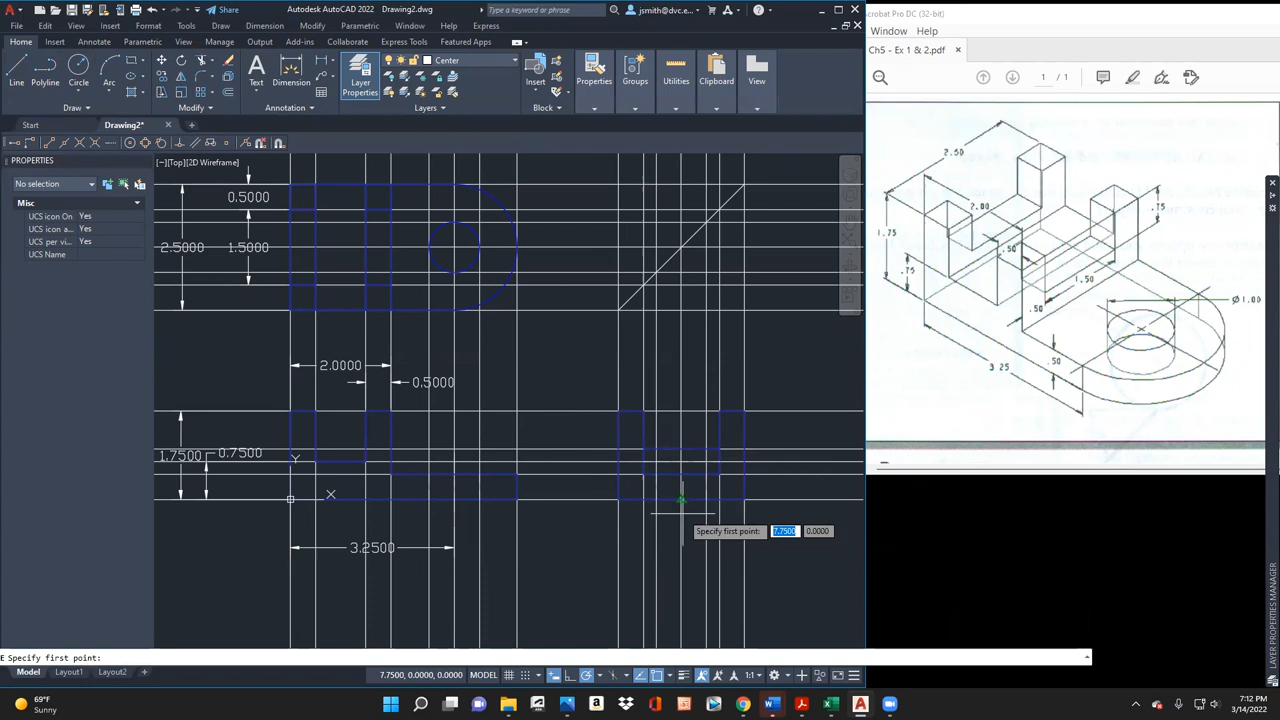 Share
Autodesk AutoCAD 2022 Drawing2.dwg
Type a keyword or phrase
jsmith@dvc.e...
File Edit View Insert Format Tools Draw Dimension Modify Parametric Window Help Express
Home Insert Annotate Parametric View Manage Output Add-ins Collaborate Express Tools Featured Apps
Line Polyline Circle Arc
Text Dimension
Layer
Properties
Center
Insert
Properties
Groups
Utilities
Clipboard
View
Draw Modify Annotation Layers Block
Start Drawing2*
PROPERTIES
No selection
Misc
UCS icon On Yes
UCS icon a... Yes
UCS per vi... Yes
UCS Name
[−][Top][2D Wireframe]
0.5000
2.5000
1.5000
2.0000
0.5000
1.7500
0.7500
Y
X
3.2500
Specify first point: 7.7500 0.0000
E Specify first point:
Model Layout1 Layout2
7.7500, 0.0000, 0.0000 MODEL
1:1
crobat Pro DC (32-bit)
Window Help
Ch5 - Ex 1 & 2.pdf
1 / 1
2.50
2.00
.75
1.75
.50
.75
1.50
.50
Ø1.00
.50
3.25
LAYER PROPERTIES MANAGER
69°F
Sunny
7:12 PM
3/14/2022